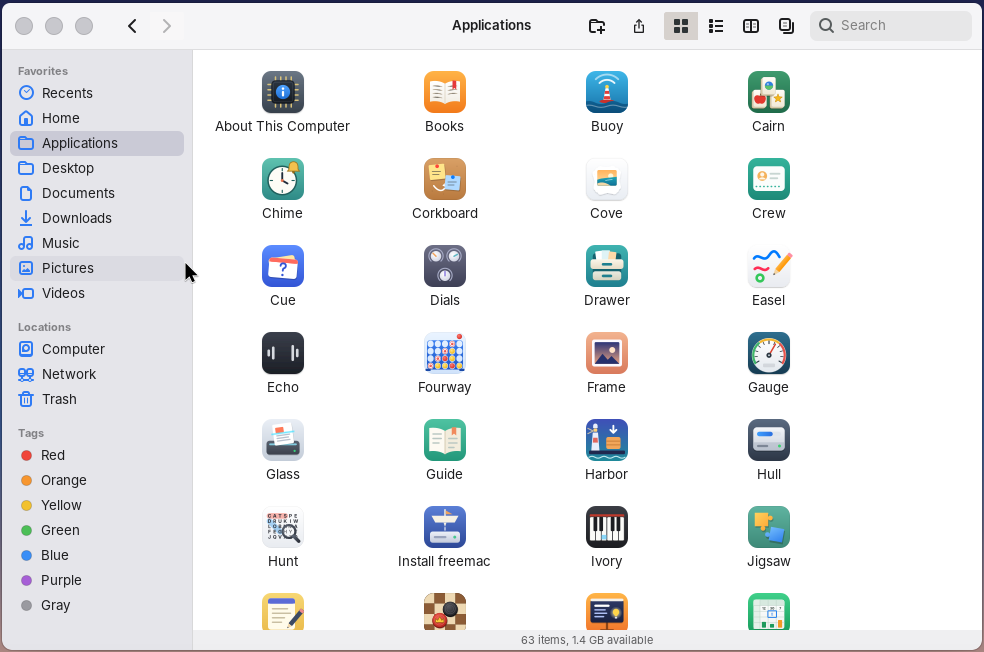 Applications
Search
Favorites
Recents
Home
Applications
Desktop
Documents
Downloads
Music
Pictures
Videos
Locations
Computer
Network
Trash
Tags
Red
Orange
Yellow
Green
Blue
Purple
Gray
About This Computer
Books
Buoy
Cairn
Chime
Corkboard
Cove
Crew
Cue
Dials
Drawer
Easel
Echo
Fourway
Frame
Gauge
Glass
Guide
Harbor
Hull
Hunt
Install freemac
Ivory
Jigsaw
63 items, 1.4 GB available